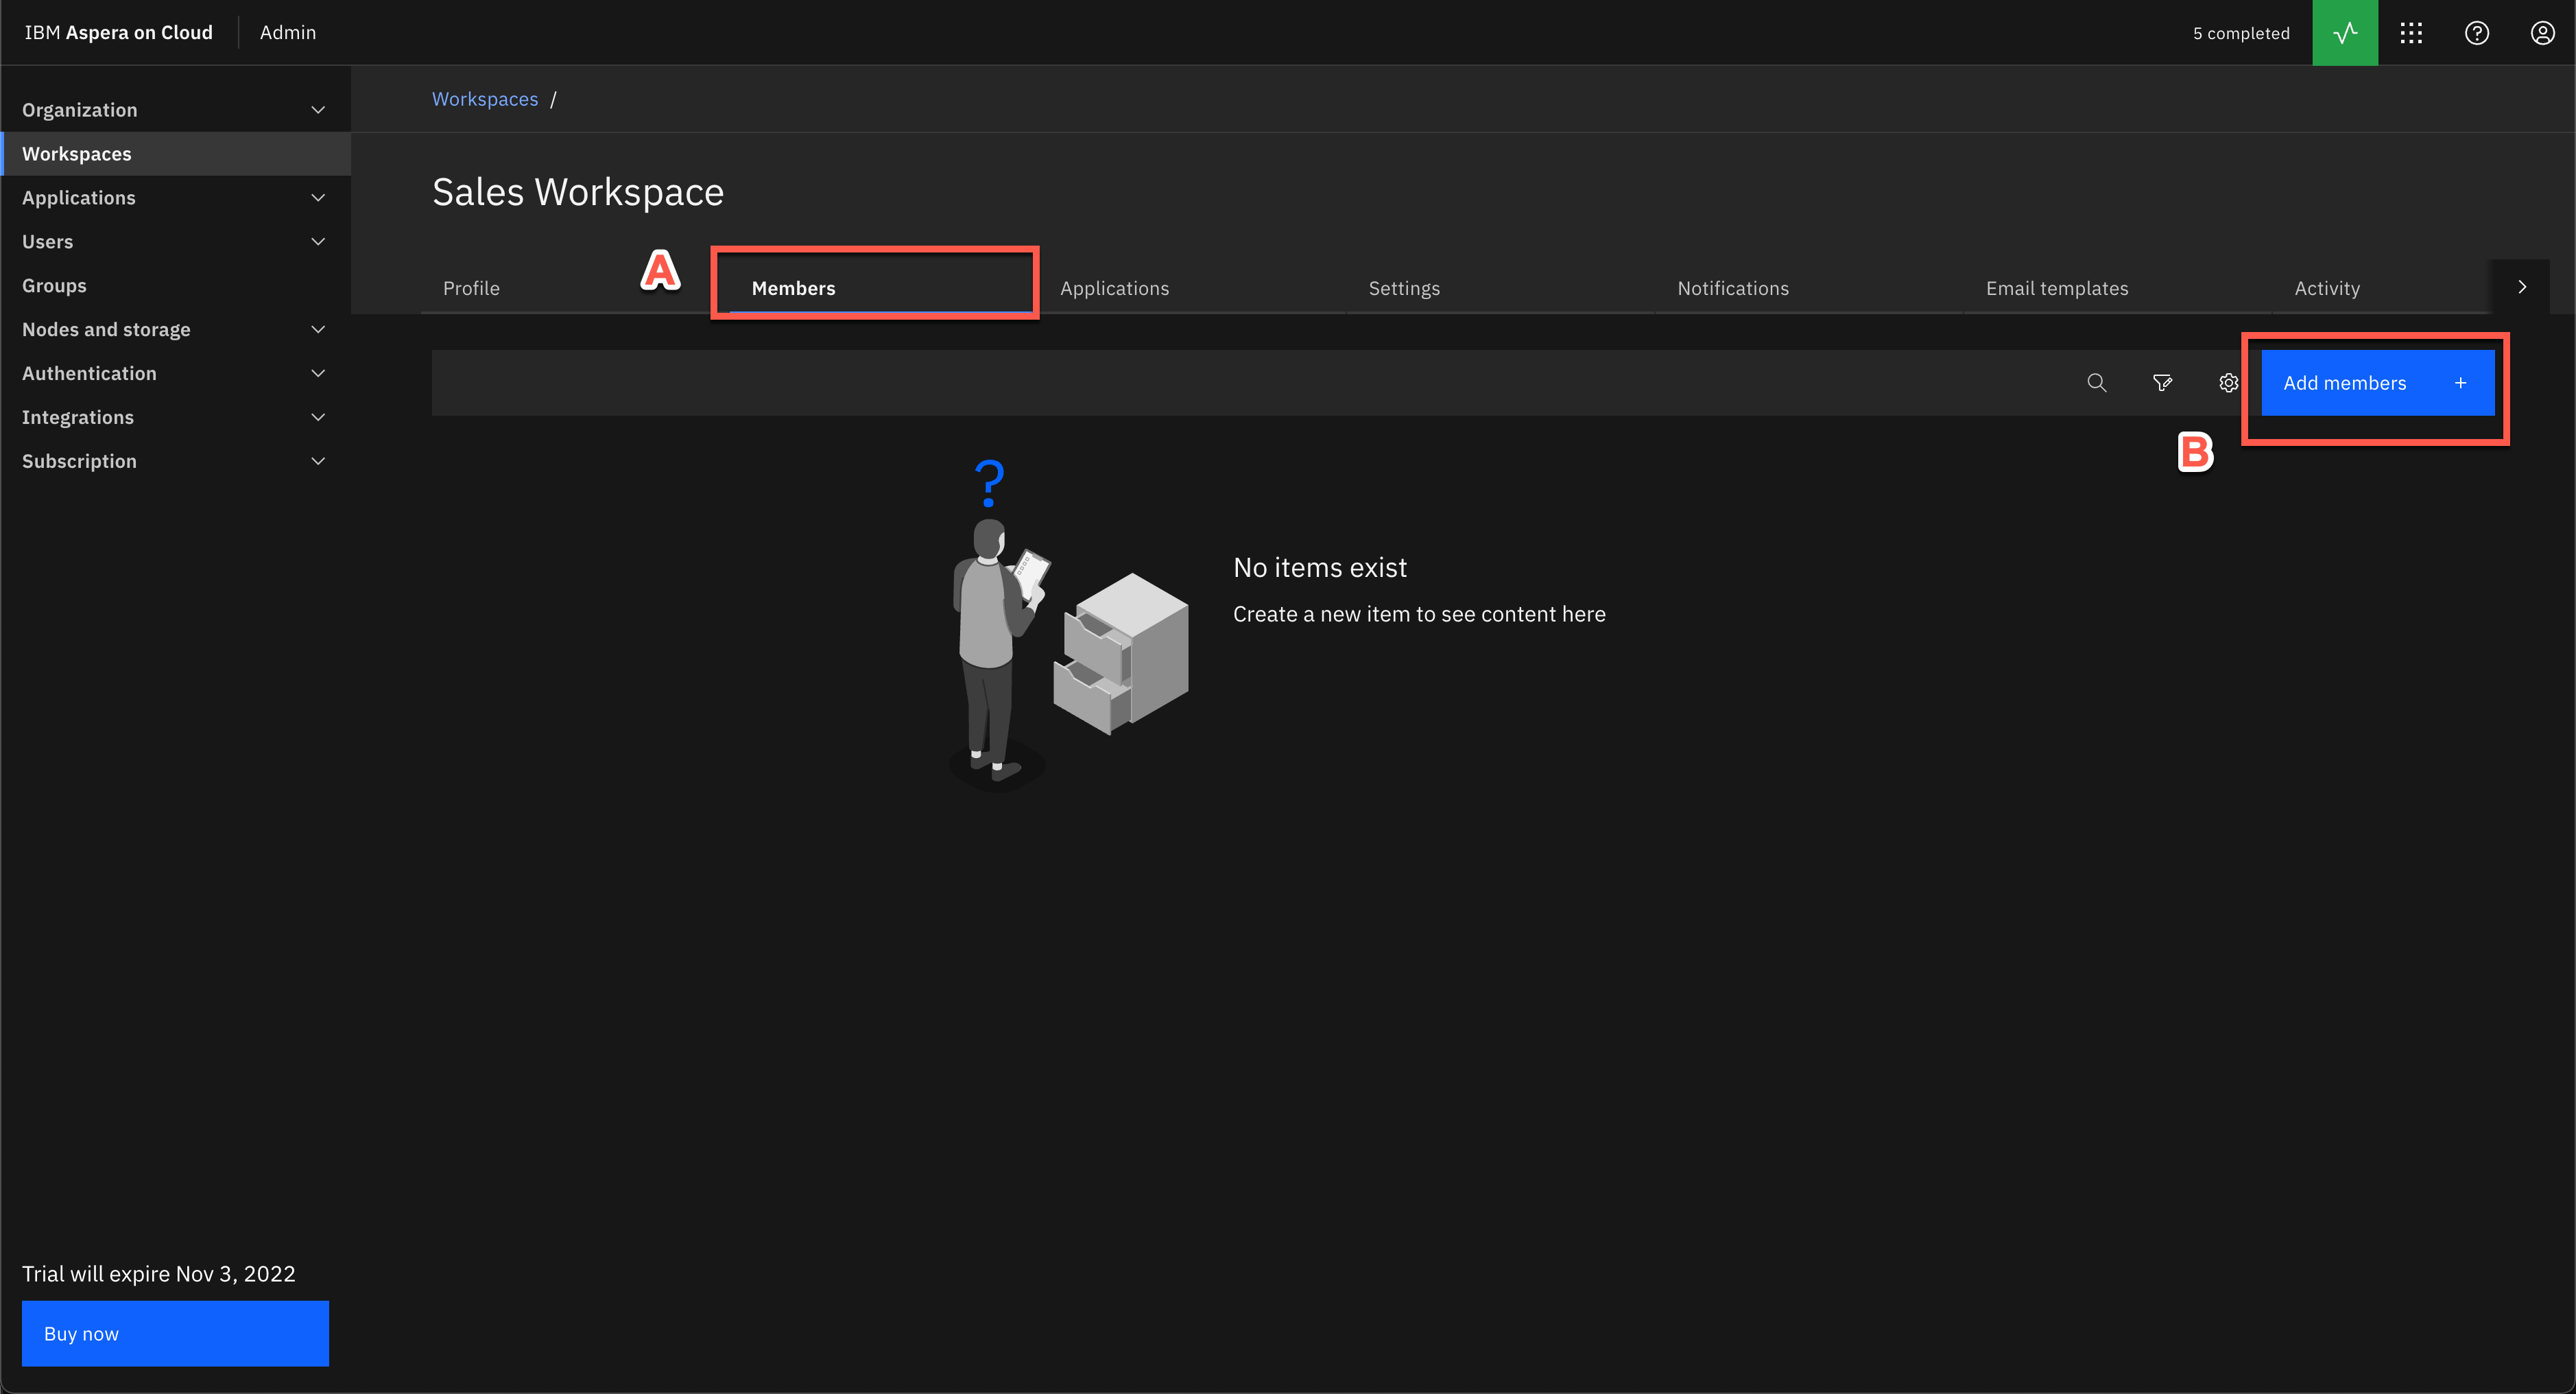 IBM Aspera on Cloud Admin 5 completed
Organization
Workspaces
Applications
Users
Groups
Nodes and storage
Authentication
Integrations
Subscription
Workspaces /
Sales Workspace
A
Profile Members Applications Settings Notifications Email templates Activity
Add members +
B
?
No items exist
Create a new item to see content here
Trial will expire Nov 3, 2022
Buy now